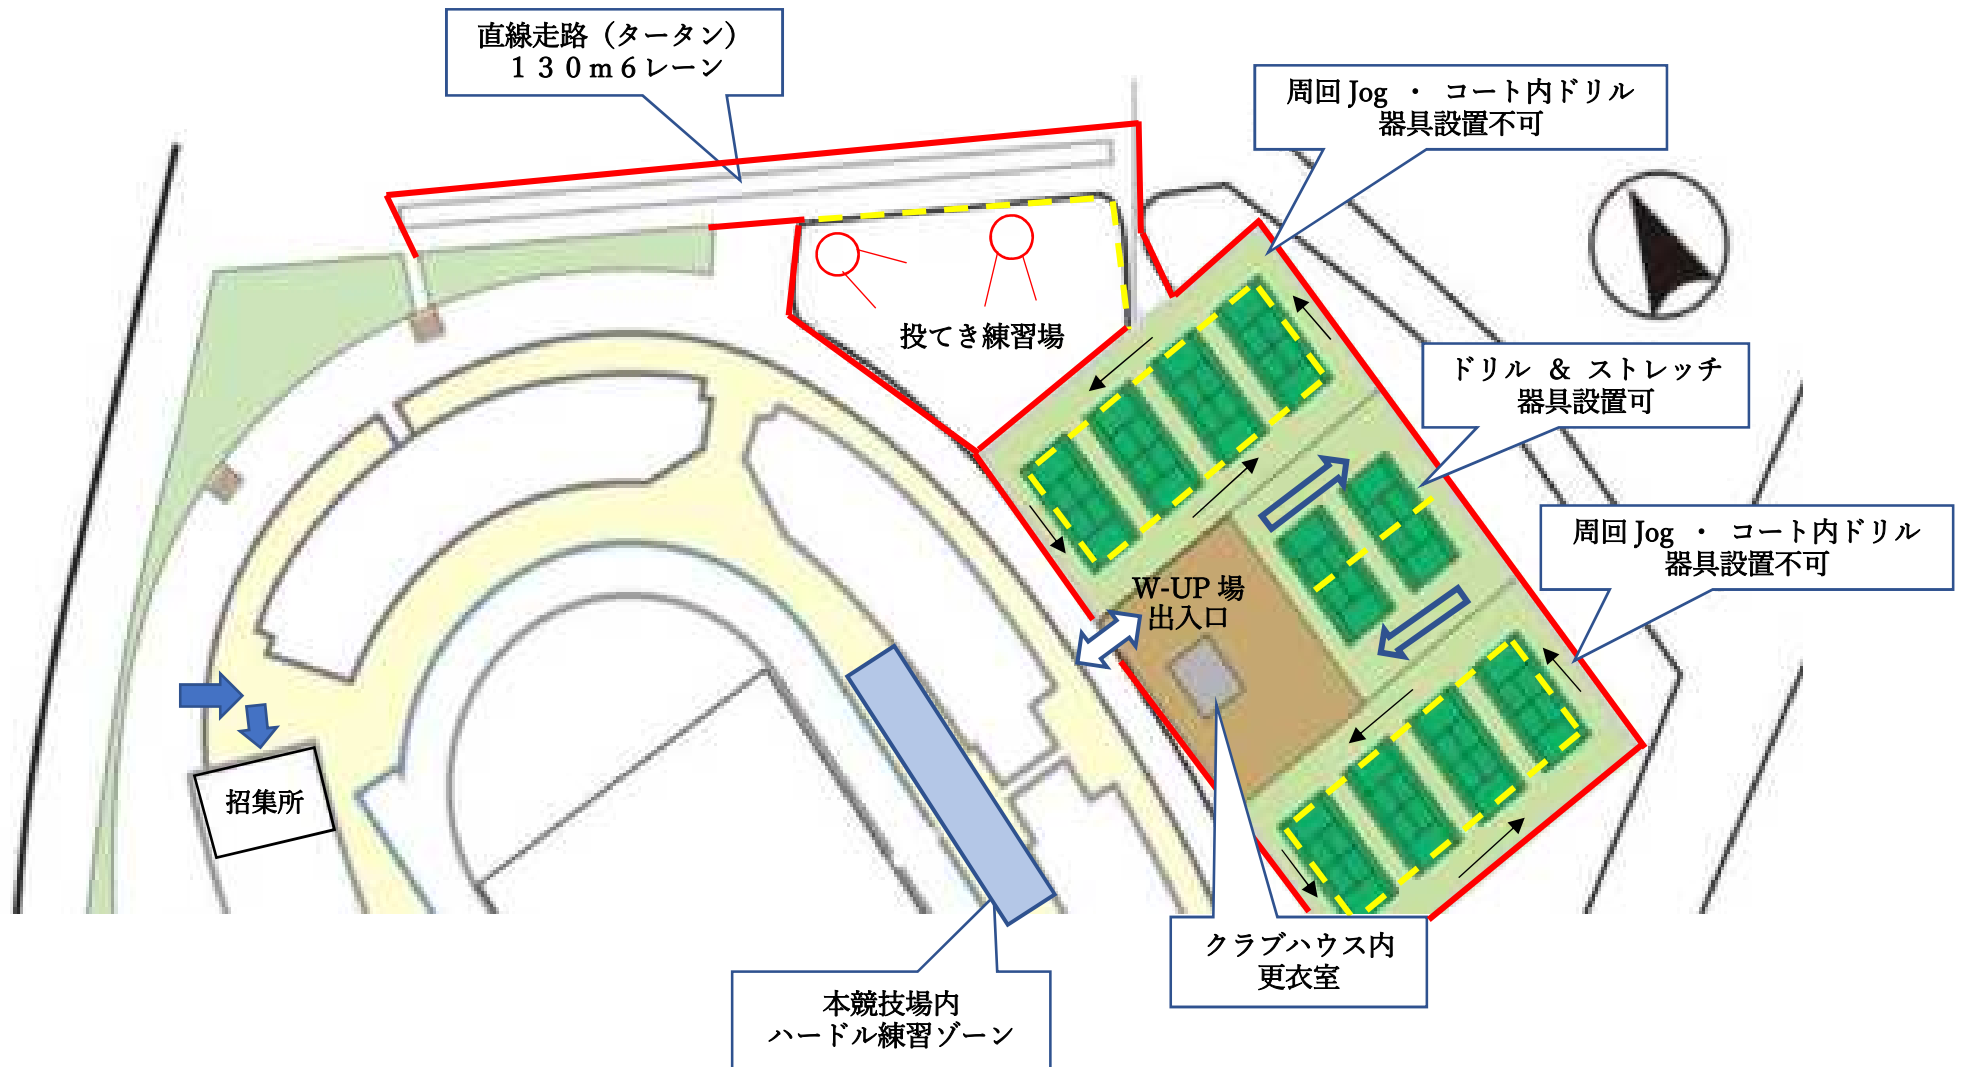 直線走路（タータン）
１３０ｍ６レーン
周回 Jog ・ コート内ドリル
器具設置不可
投てき練習場
ドリル ＆ ストレッチ
器具設置可
周回 Jog ・ コート内ドリル
器具設置不可
W-UP 場
出入口
招集所
クラブハウス内
更衣室
本競技場内
ハードル練習ゾーン